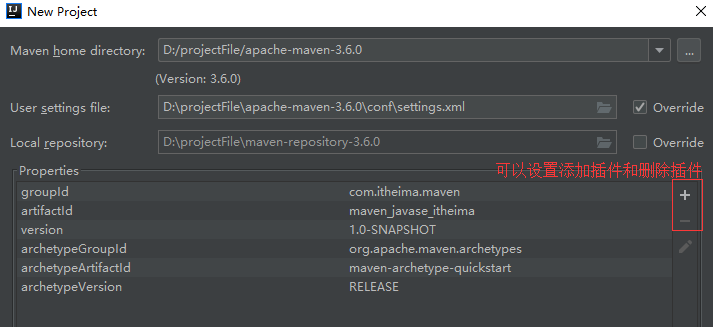 New Project
Maven home directory: D:/projectFile/apache-maven-3.6.0 ...
(Version: 3.6.0)
User settings file: D:\projectFile\apache-maven-3.6.0\conf\settings.xml Override
Local repository: D:\projectFile\maven-repository-3.6.0 Override
可以设置添加插件和删除插件
Properties
groupId com.itheima.maven
artifactId maven_javase_itheima
version 1.0-SNAPSHOT
archetypeGroupId org.apache.maven.archetypes
archetypeArtifactId maven-archetype-quickstart
archetypeVersion RELEASE